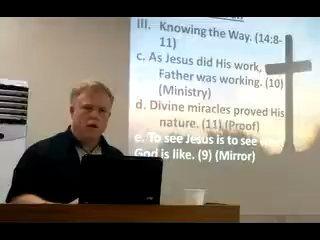 III. Knowing the Way. (14:8-
11)
c. As Jesus did His work,
Father was working. (10)
(Ministry)
d. Divine miracles proved His
nature. (11) (Proof)
e. To see Jesus is to see
God is like. (9) (Mirror)